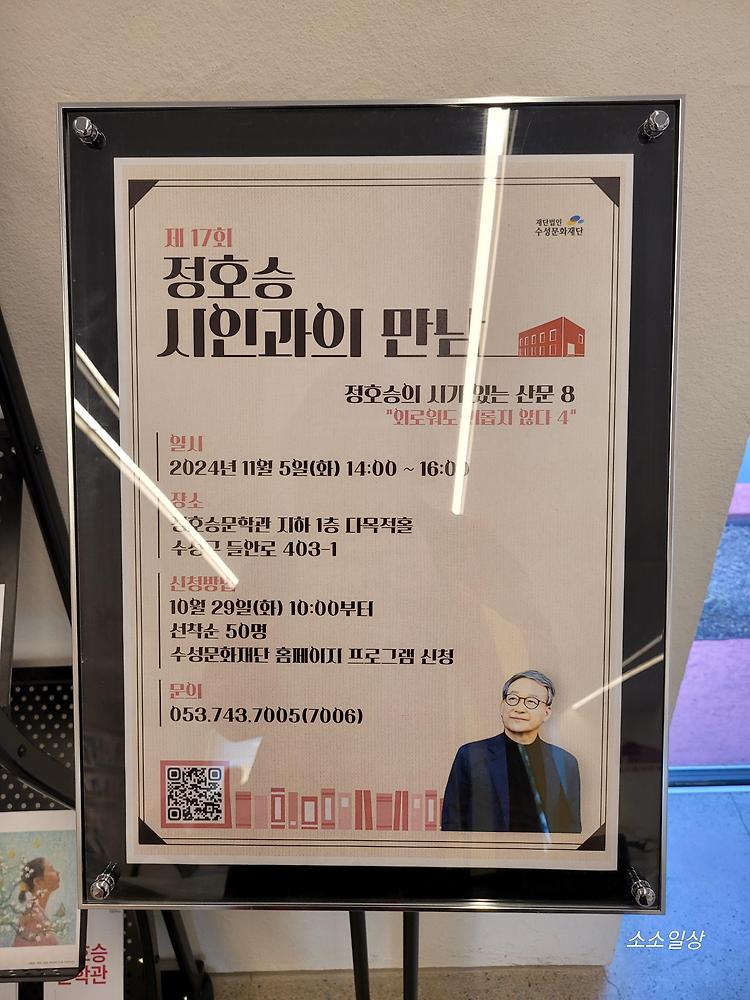 제 17회
정호승
시인과의 만남
재단법인
수성문화재단
정호승의 시가 있는 산문 8
"외로워도 외롭지 않다 4"
일시
2024년 11월 5일(화) 14:00 ~ 16:00
장소
정호승문학관 지하 1층 다목적홀
수성구 들안로 403-1
신청방법
10월 29일(화) 10:00부터
선착순 50명
수성문화재단 홈페이지 프로그램 신청
문의
053.743.7005(7006)
호승
학관
소소일상